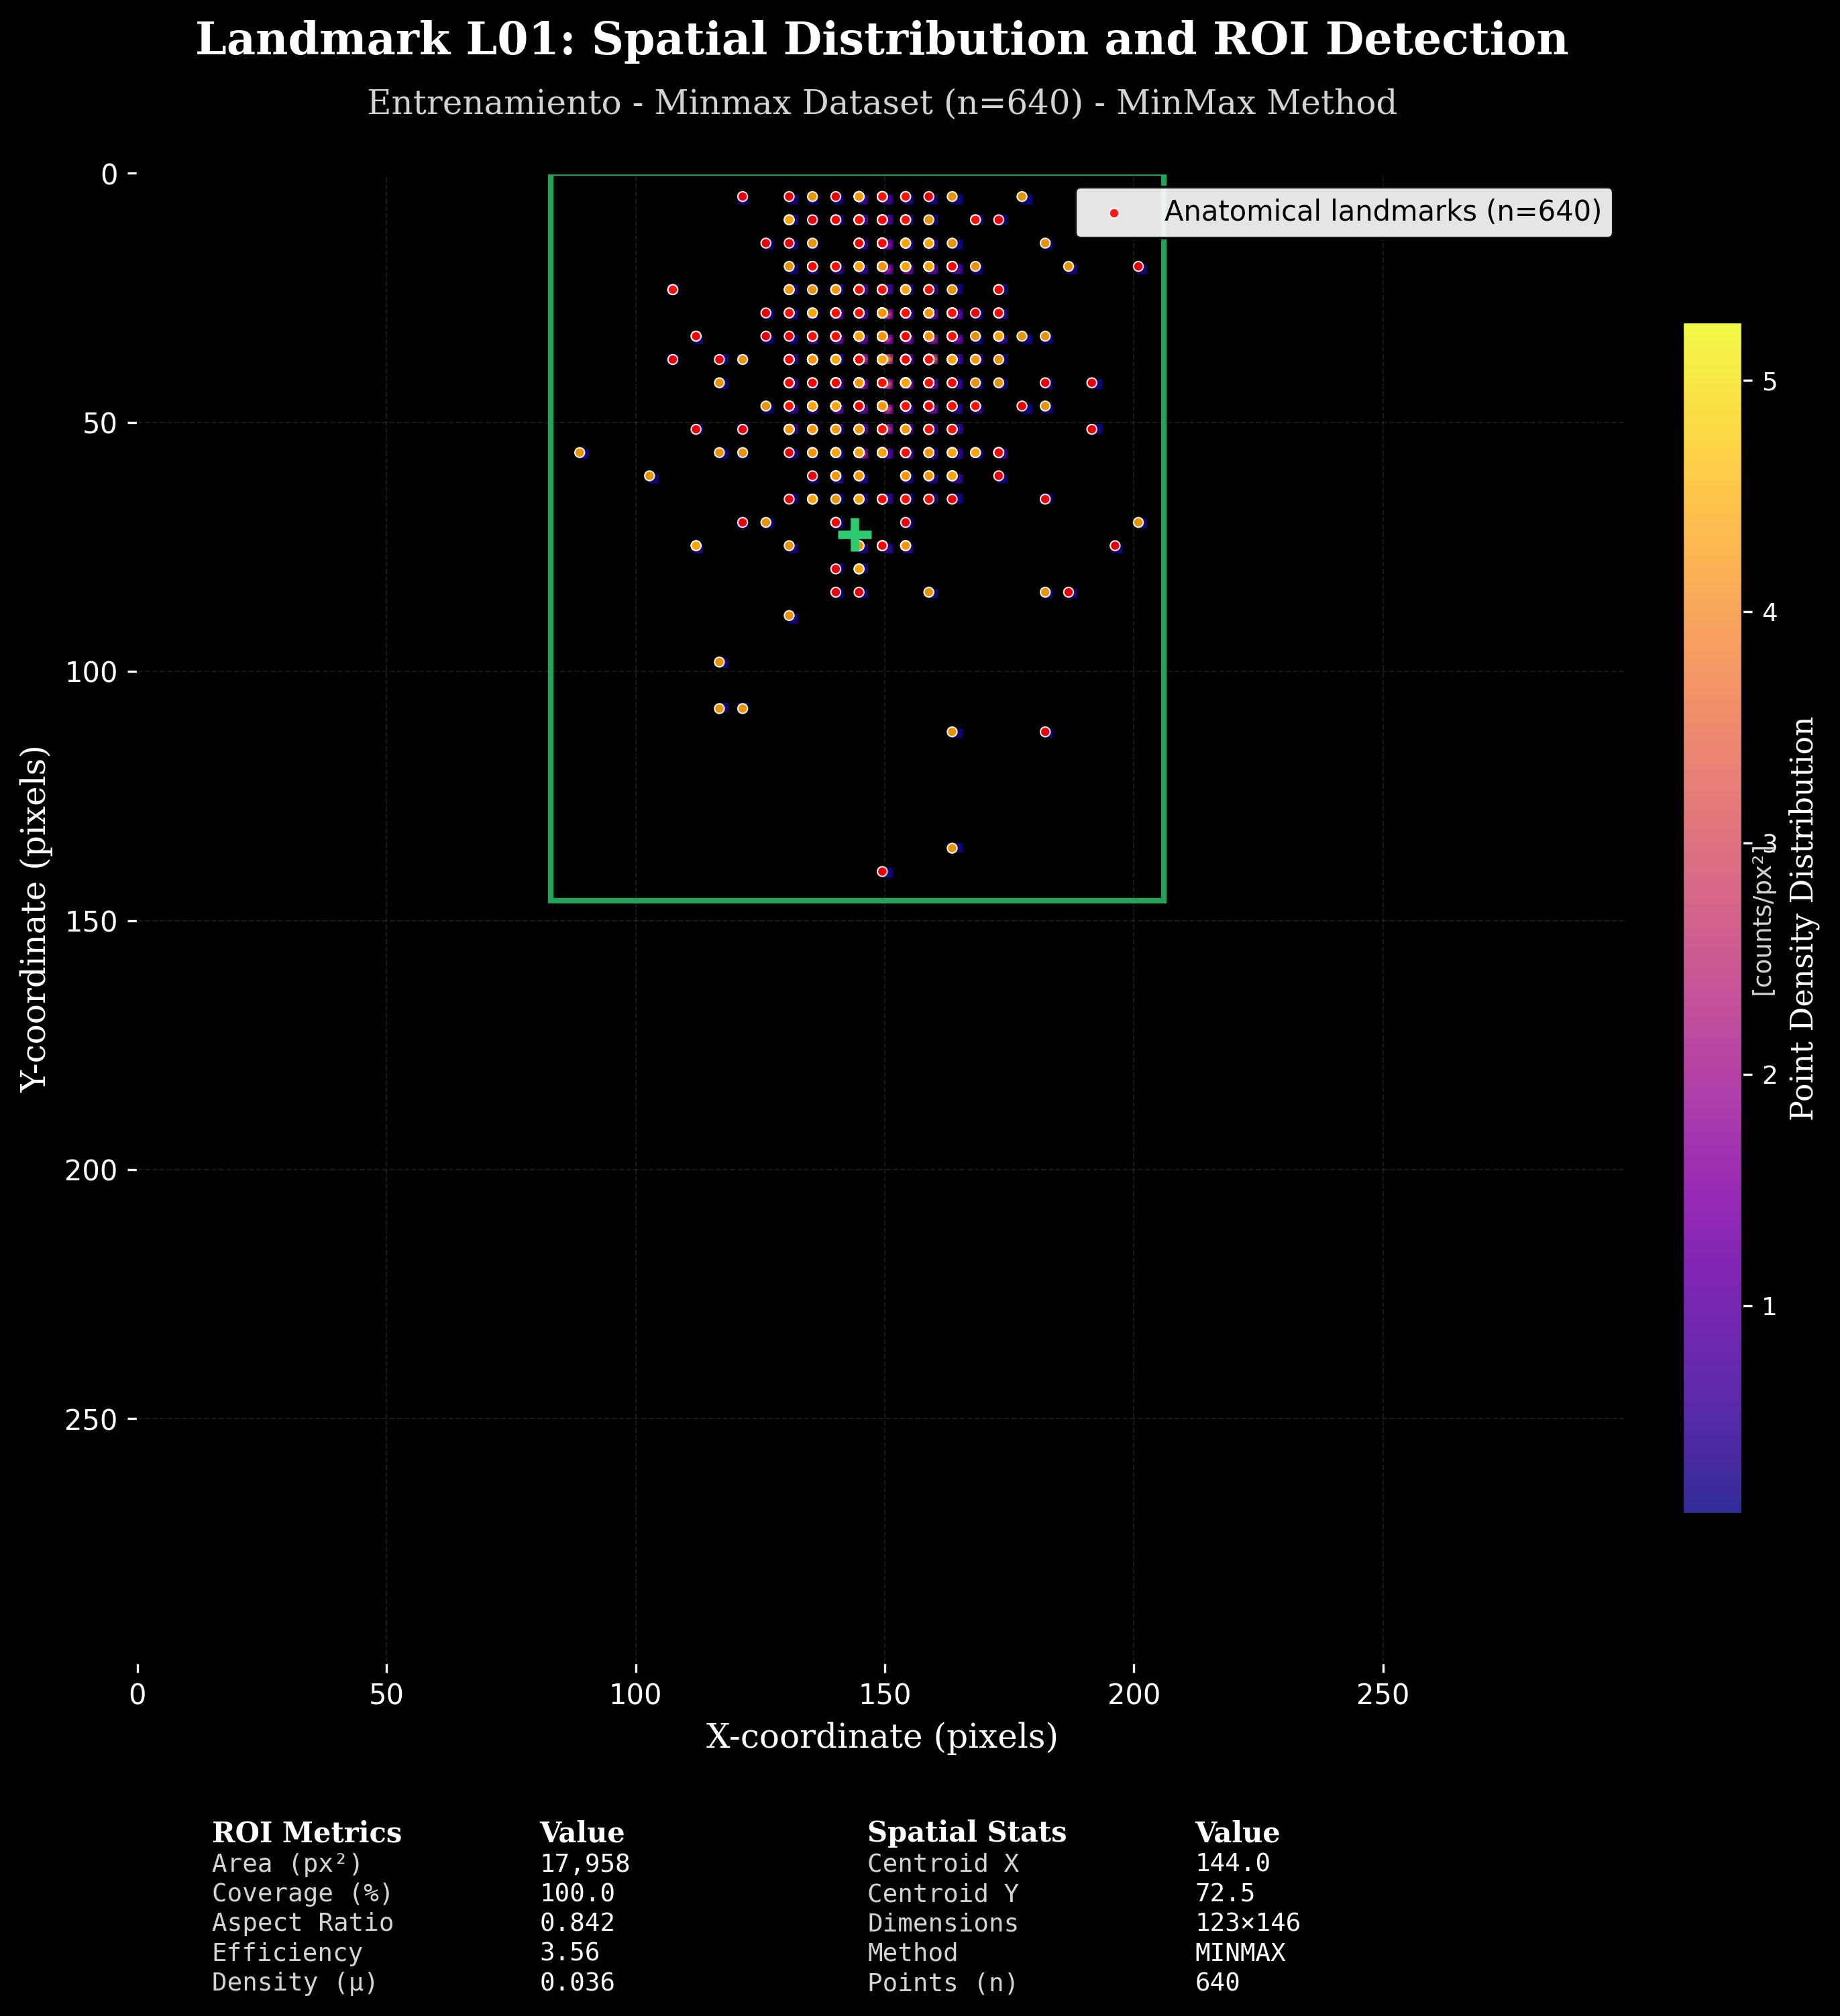 Landmark L01: Spatial Distribution and ROI Detection
Entrenamiento - Minmax Dataset (n=640) - MinMax Method
Anatomical landmarks (n=640)
0
50
100
150
200
250
Y-coordinate (pixels)
0
50
100
150
200
250
X-coordinate (pixels)
5
4
3
2
1
[counts/px²]
Point Density Distribution
ROI Metrics Value Spatial Stats Value
Area (px²) 17,958 Centroid X 144.0
Coverage (%) 100.0 Centroid Y 72.5
Aspect Ratio 0.842 Dimensions 123×146
Efficiency 3.56 Method MINMAX
Density (μ) 0.036 Points (n) 640